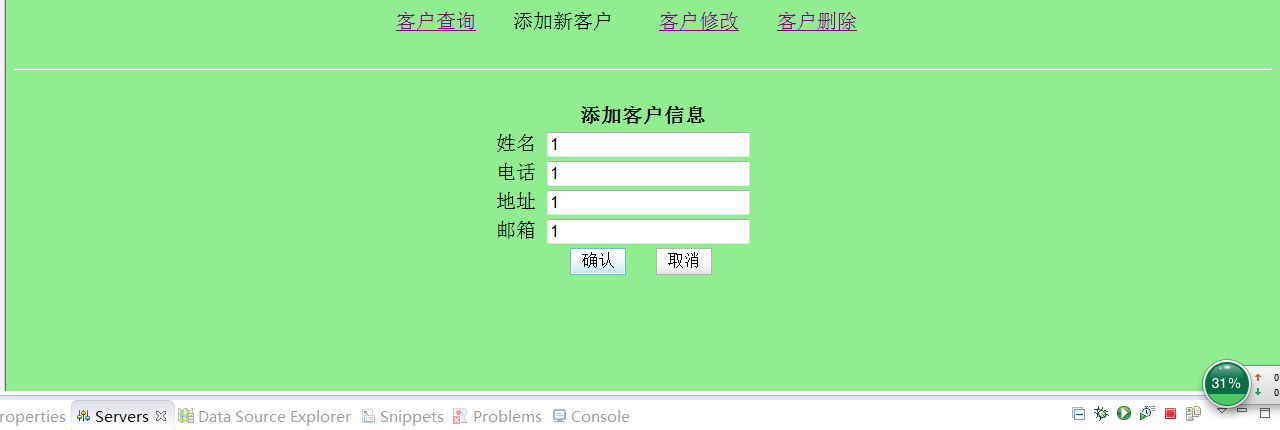 客户查询 添加新客户 客户修改 客户删除
添加客户信息
姓名 1
电话 1
地址 1
邮箱 1
确认 取消
31% 0
0
roperties Servers Data Source Explorer Snippets Problems Console